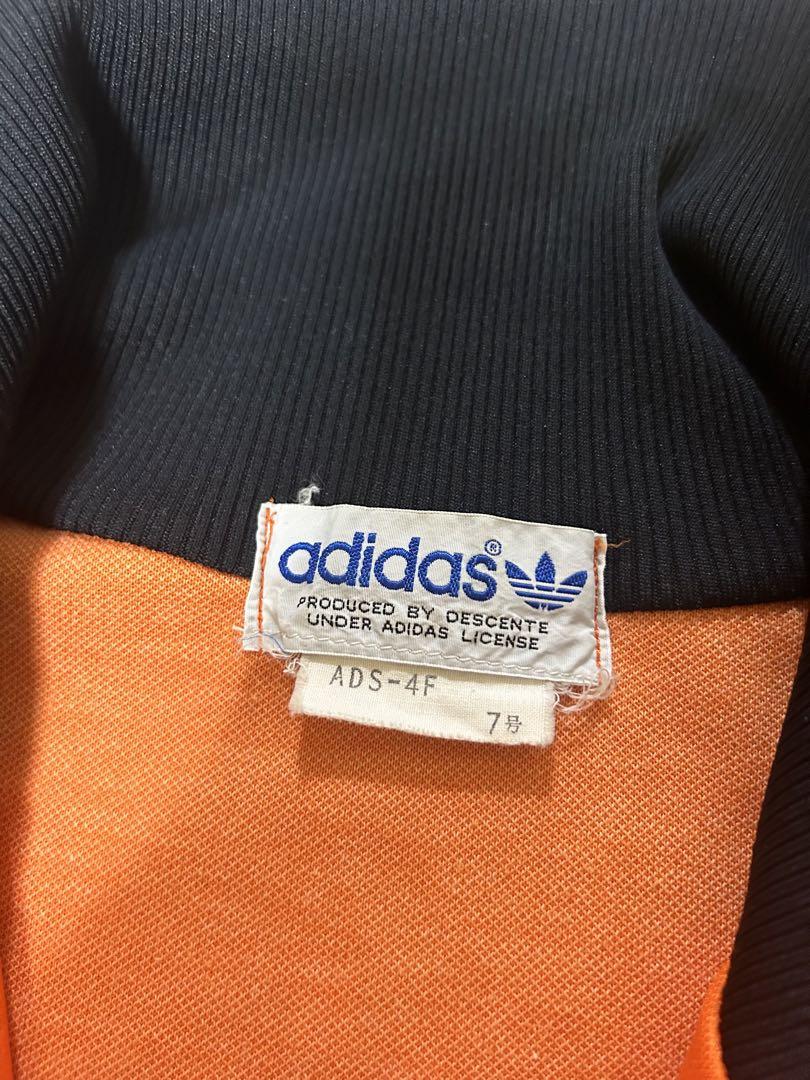 adidas®
PRODUCED BY DESCENTE
UNDER ADIDAS LICENSE
ADS-4F
7号